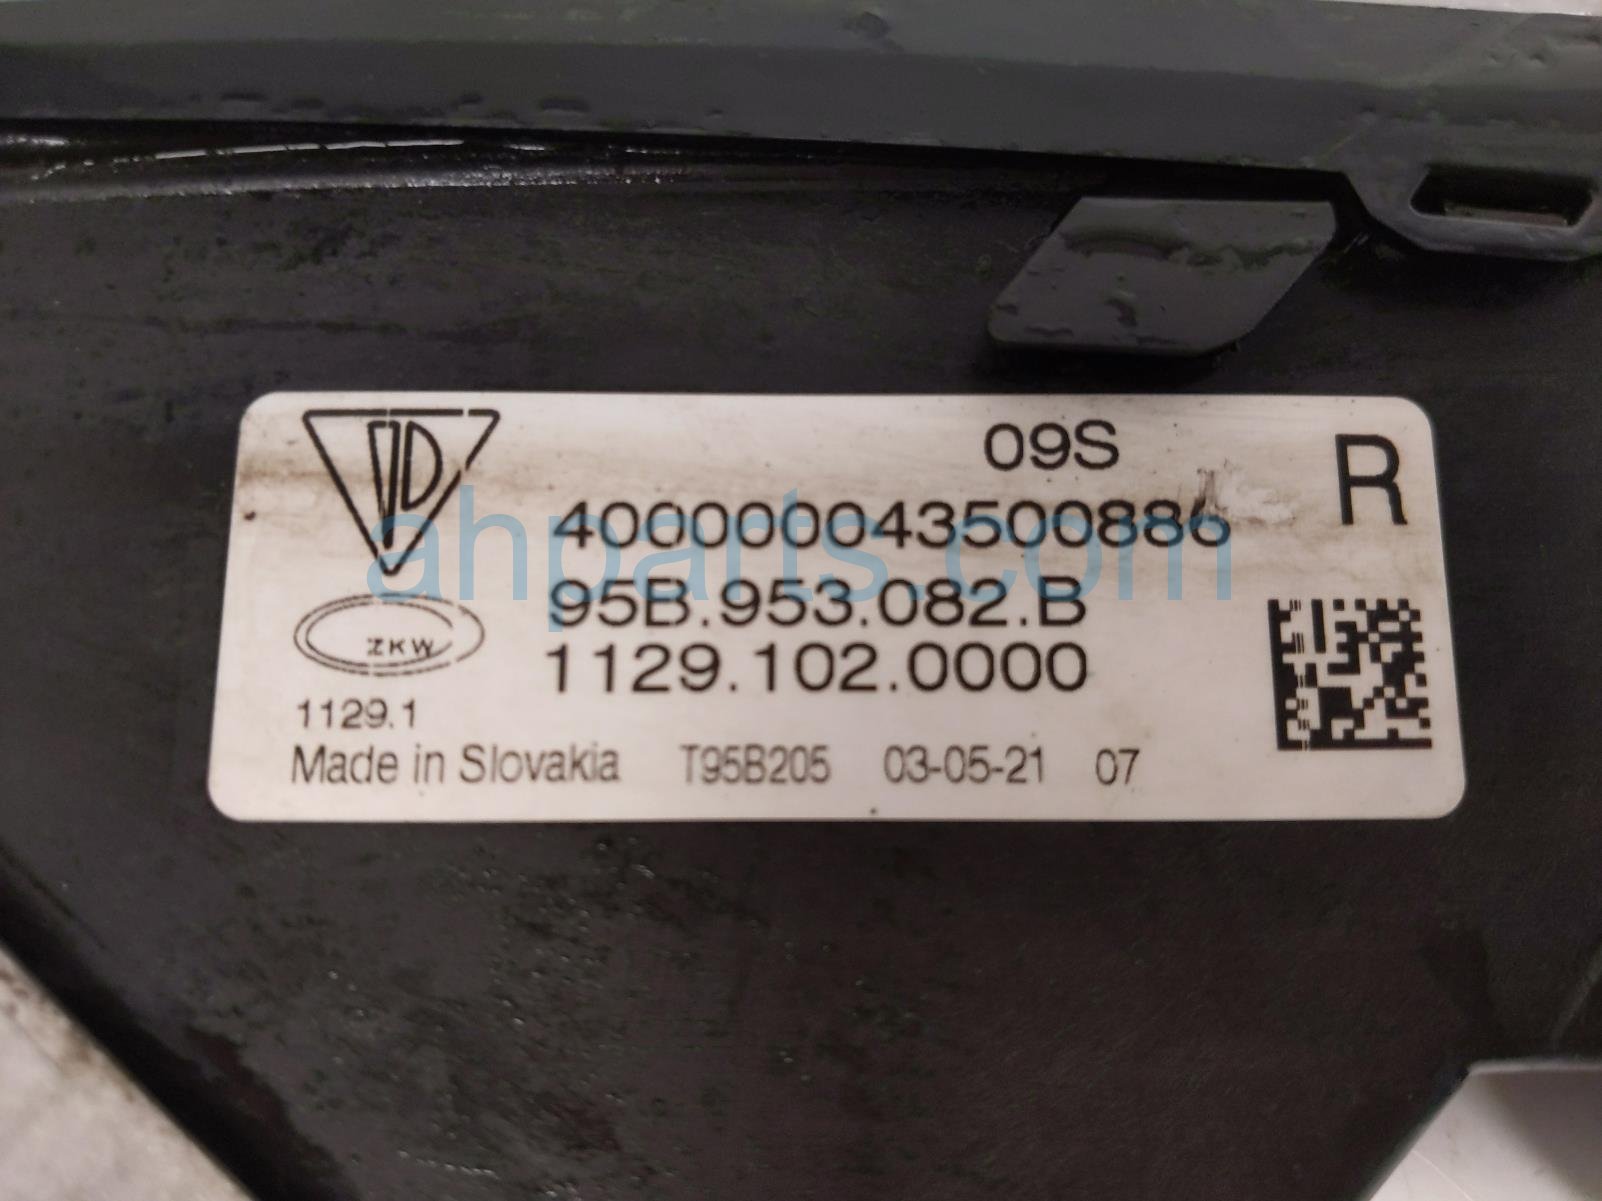 09S
R
400000043500886
95B.953.082.B
ZKW
1129.102.0000
1129.1
Made in Slovakia T95B205 03-05-21 07
ahparts.com